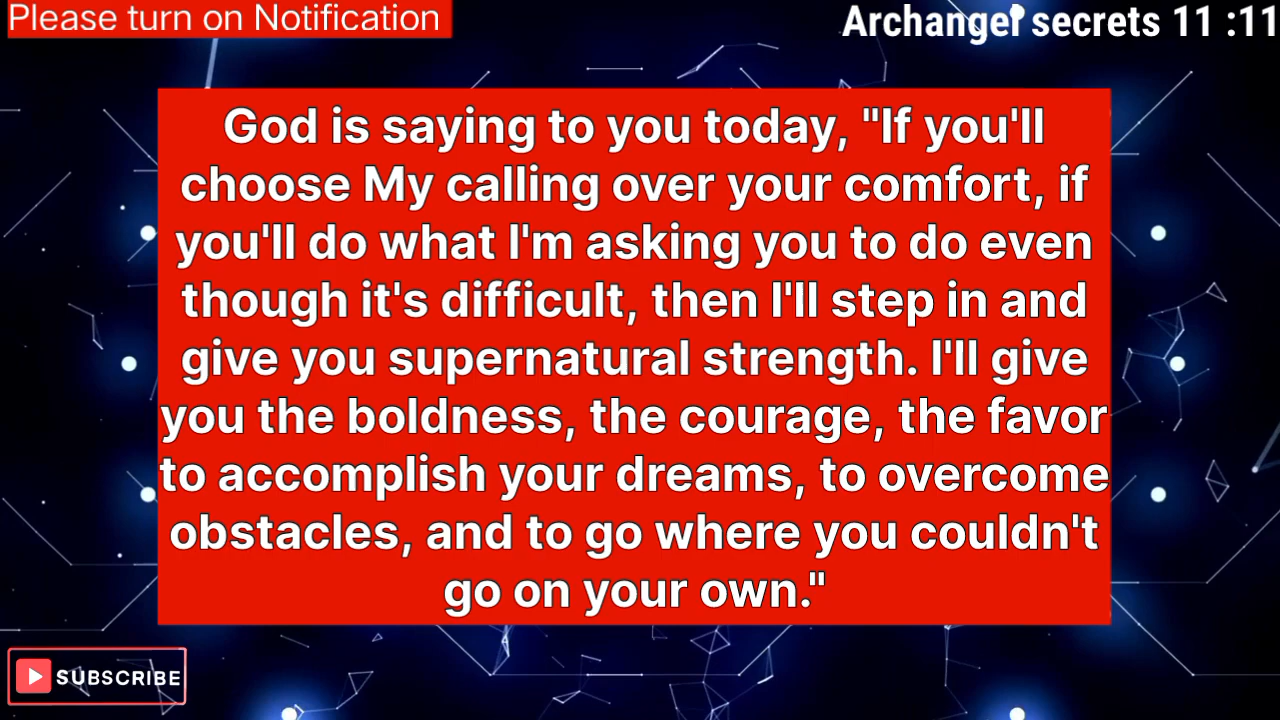 Please turn on Notification
Archangel secrets 11 :11
God is saying to you today, "If you'll
choose My calling over your comfort, if
you'll do what I'm asking you to do even
though it's difficult, then I'll step in and
give you supernatural strength. I'll give
you the boldness, the courage, the favor
to accomplish your dreams, to overcome
obstacles, and to go where you couldn't
go on your own."
SUBSCRIBE